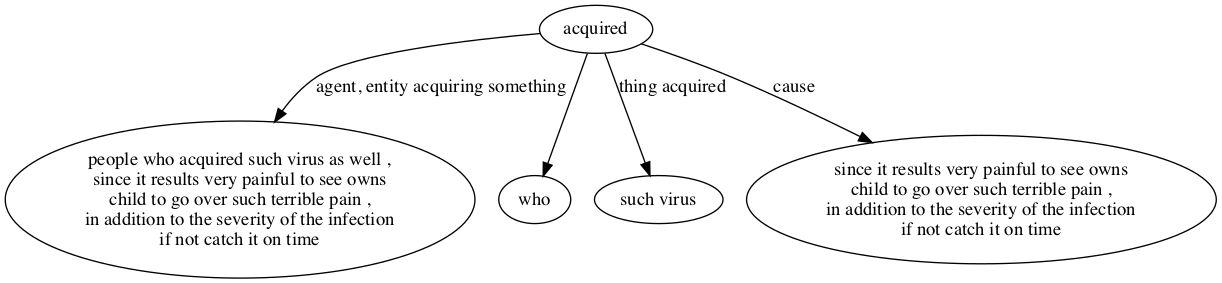 acquired
agent, entity acquiring something
thing acquired
cause
people who acquired such virus as well ,
since it results very painful to see owns
child to go over such terrible pain ,
in addition to the severity of the infection
if not catch it on time
who
such virus
since it results very painful to see owns
child to go over such terrible pain ,
in addition to the severity of the infection
if not catch it on time